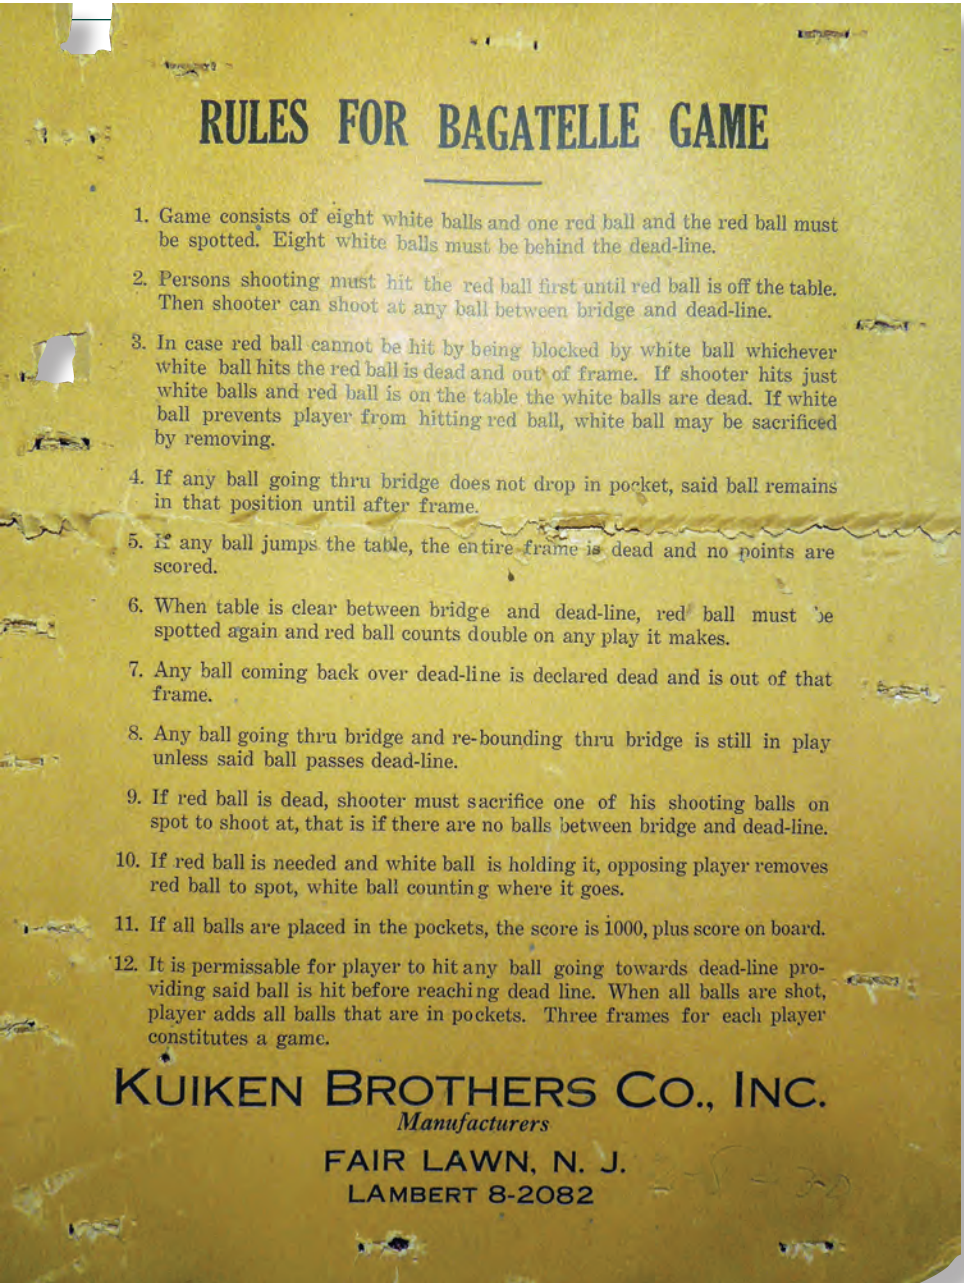 RULES FOR BAGATELLE GAME
1. Game consists of eight white balls and one red ball and the red ball must
be spotted. Eight white balls must be behind the dead-line.
2. Persons shooting must hit the red ball first until red ball is off the table.
Then shooter can shoot at any ball between bridge and dead-line.
3. In case red ball cannot be hit by being blocked by white ball whichever
white ball hits the red ball is dead and out of frame. If shooter hits just
white balls and red ball is on the table the white balls are dead. If white
ball prevents player from hitting red ball, white ball may be sacrificed
by removing.
4. If any ball going thru bridge does not drop in pocket, said ball remains
in that position until after frame.
5. If any ball jumps the table, the entire frame is dead and no points are
scored.
6. When table is clear between bridge and dead-line, red ball must be
spotted again and red ball counts double on any play it makes.
7. Any ball coming back over dead-line is declared dead and is out of that
frame.
8. Any ball going thru bridge and re-bounding thru bridge is still in play
unless said ball passes dead-line.
9. If red ball is dead, shooter must sacrifice one of his shooting balls on
spot to shoot at, that is if there are no balls between bridge and dead-line.
10. If red ball is needed and white ball is holding it, opposing player removes
red ball to spot, white ball counting where it goes.
11. If all balls are placed in the pockets, the score is 1000, plus score on board.
12. It is permissable for player to hit any ball going towards dead-line pro-
viding said ball is hit before reaching dead line. When all balls are shot,
player adds all balls that are in pockets. Three frames for each player
constitutes a game.
KUIKEN BROTHERS CO., INC.
Manufacturers
FAIR LAWN, N. J.
LAMBERT 8-2082